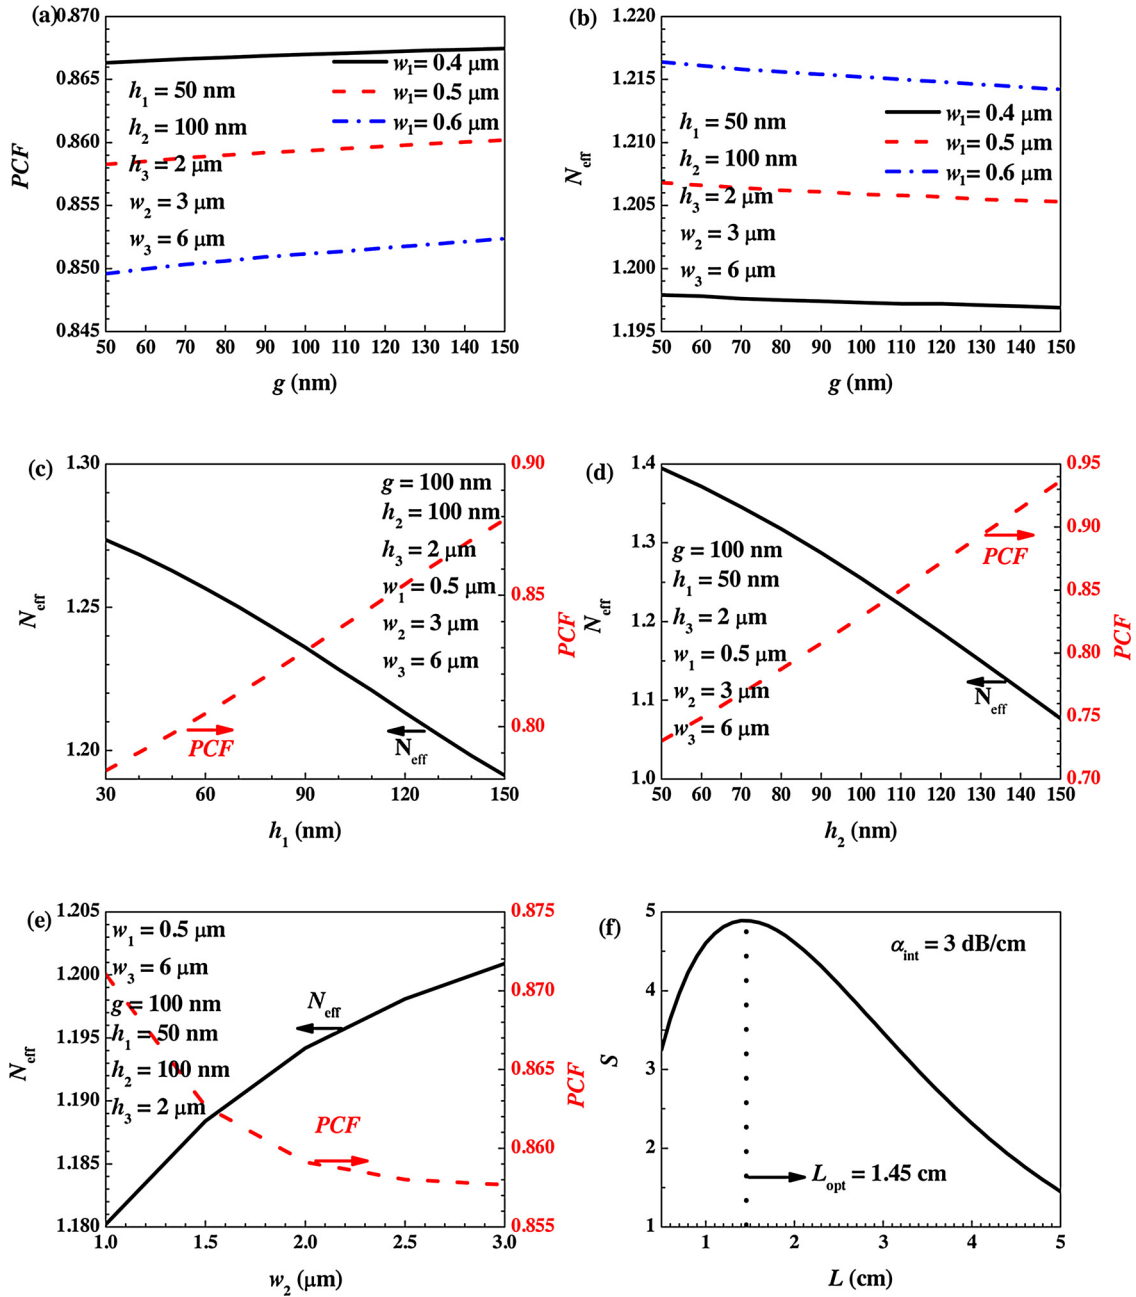 (a)
0.870
0.865
0.860
0.855
0.850
0.845
PCF
w1= 0.4 μm
w1= 0.5 μm
w1= 0.6 μm
h1 = 50 nm
h2 = 100 nm
h3 = 2 μm
w2 = 3 μm
w3 = 6 μm
50 60 70 80 90 100 110 120 130 140 150
g (nm)
(b)
1.220
1.215
1.210
1.205
1.200
1.195
Neff
w1= 0.4 μm
w1= 0.5 μm
w1= 0.6 μm
h1 = 50 nm
h2 = 100 nm
h3 = 2 μm
w2 = 3 μm
w3 = 6 μm
50 60 70 80 90 100 110 120 130 140 150
g (nm)
(c)
1.30
1.25
1.20
Neff
g = 100 nm
h2 = 100 nm
h3 = 2 μm
w1 = 0.5 μm
w2 = 3 μm
w3 = 6 μm
PCF
Neff
0.90
0.85
0.80
PCF
30 60 90 120 150
h1 (nm)
(d)
1.4
1.3
1.2
1.1
1.0
Neff
g = 100 nm
h1 = 50 nm
h3 = 2 μm
w1 = 0.5 μm
w2 = 3 μm
w3 = 6 μm
PCF
Neff
0.95
0.90
0.85
0.80
0.75
0.70
PCF
50 60 70 80 90 100 110 120 130 140 150
h2 (nm)
(e)
1.205
1.200
1.195
1.190
1.185
1.180
Neff
w1 = 0.5 μm
w3 = 6 μm
g = 100 nm
h1 = 50 nm
h2 = 100 nm
h3 = 2 μm
Neff
PCF
0.875
0.870
0.865
0.860
0.855
PCF
1.0 1.5 2.0 2.5 3.0
w2 (μm)
(f)
5
4
3
2
1
S
αint = 3 dB/cm
Lopt = 1.45 cm
1 2 3 4 5
L (cm)